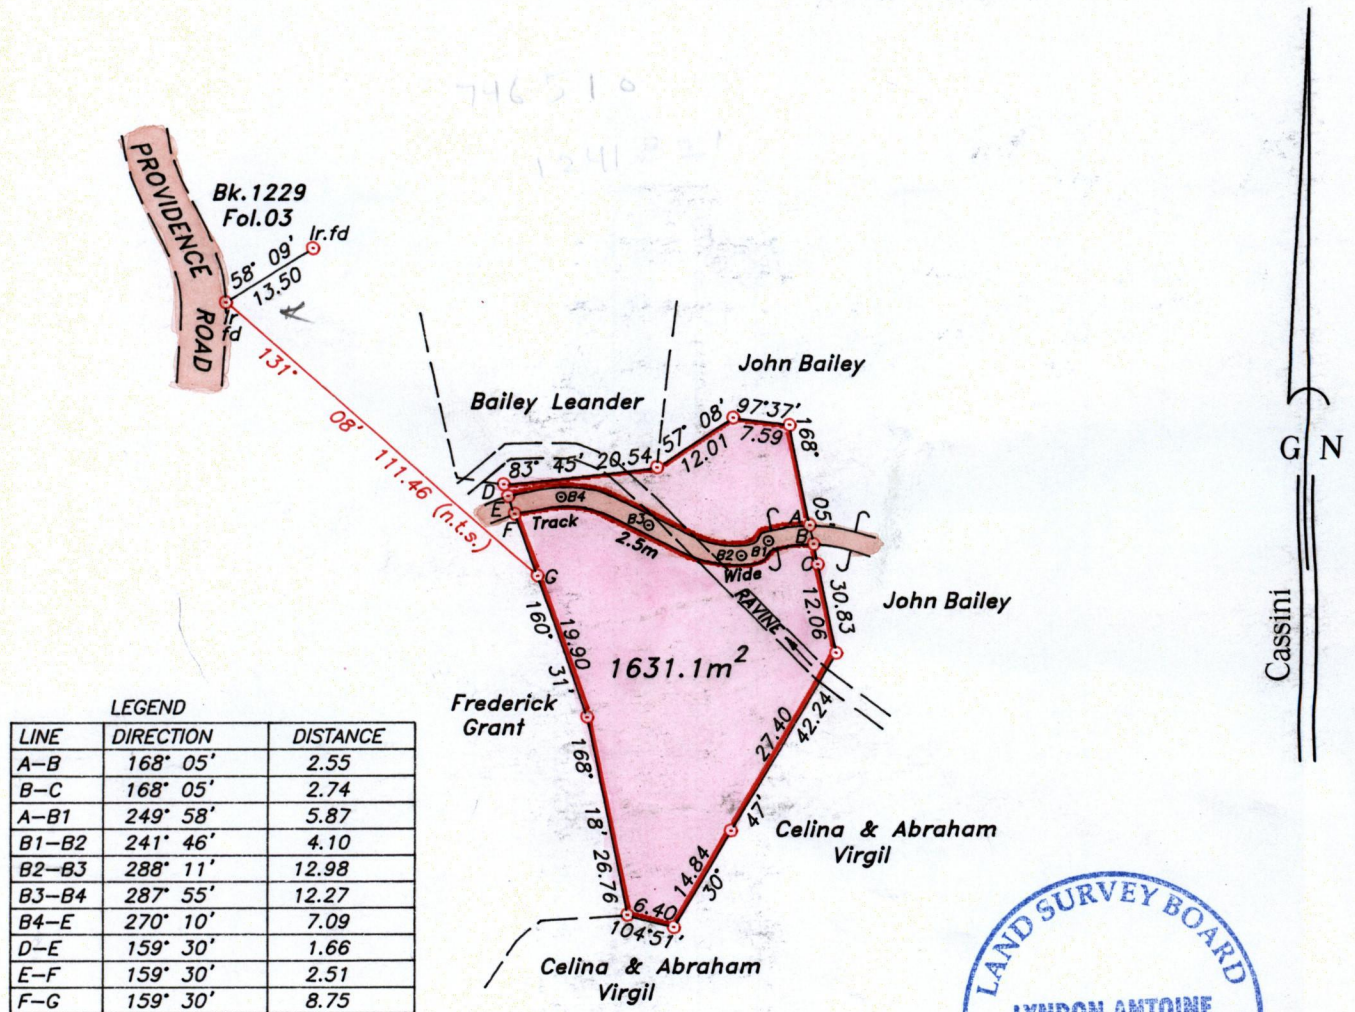 PROVIDENCE ROAD
Bk.1229
Fol.03
Ir.fd
58° 09'
13.50
Ir
fd
131° 08' 111.46 (n.t.s.)
John Bailey
Bailey Leander
97°37'
7.59
57° 08'
12.01
168° 05'
30.83
83° 45' 20.54
D
E
F
B4
Track
B3
2.5m
B2
B1
Wide
A
B
C
12.06
RAVINE
John Bailey
G
160° 31'
19.90
1631.1m²
Frederick
Grant
27.40
42.24
168° 18' 26.76
14.84
30° 47'
Celina & Abraham
Virgil
6.40
104°51'
Celina & Abraham
Virgil
G N
Cassini
LEGEND
LINE DIRECTION DISTANCE
A-B 168° 05' 2.55
B-C 168° 05' 2.74
A-B1 249° 58' 5.87
B1-B2 241° 46' 4.10
B2-B3 288° 11' 12.98
B3-B4 287° 55' 12.27
B4-E 270° 10' 7.09
D-E 159° 30' 1.66
E-F 159° 30' 2.51
F-G 159° 30' 8.75
LAND SURVEY BOARD
LYNDON ANTOINE